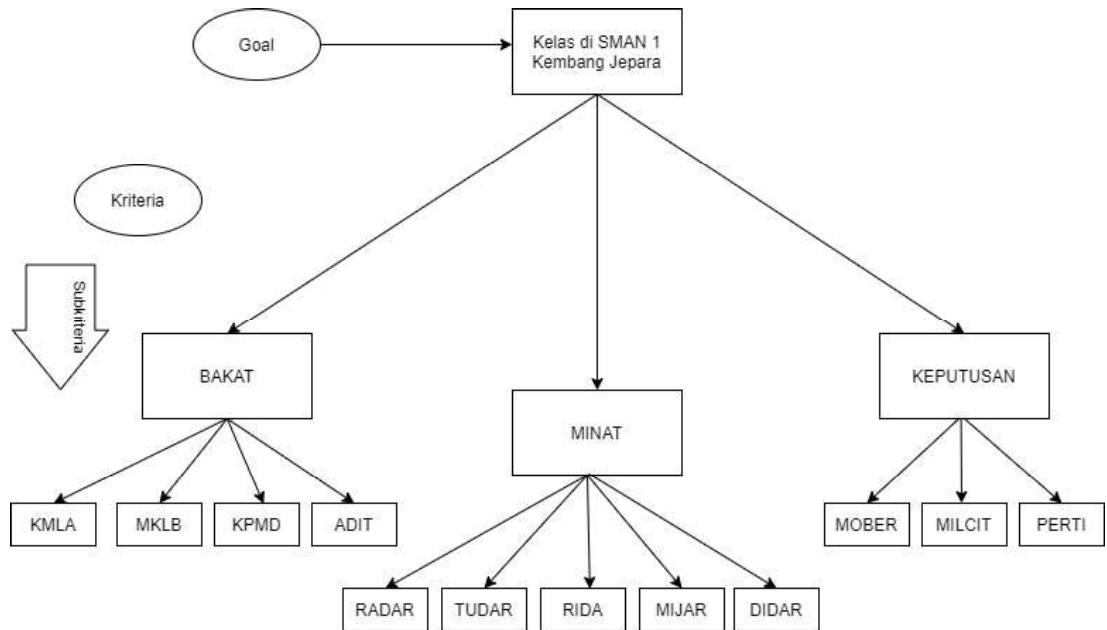 Goal
Kelas di SMAN 1
Kembang Jepara
Kriteria
Subkriteria
BAKAT
MINAT
KEPUTUSAN
KMLA
MKLB
KPMD
ADIT
MOBER
MILCIT
PERTI
RADAR
TUDAR
RIDA
MIJAR
DIDAR